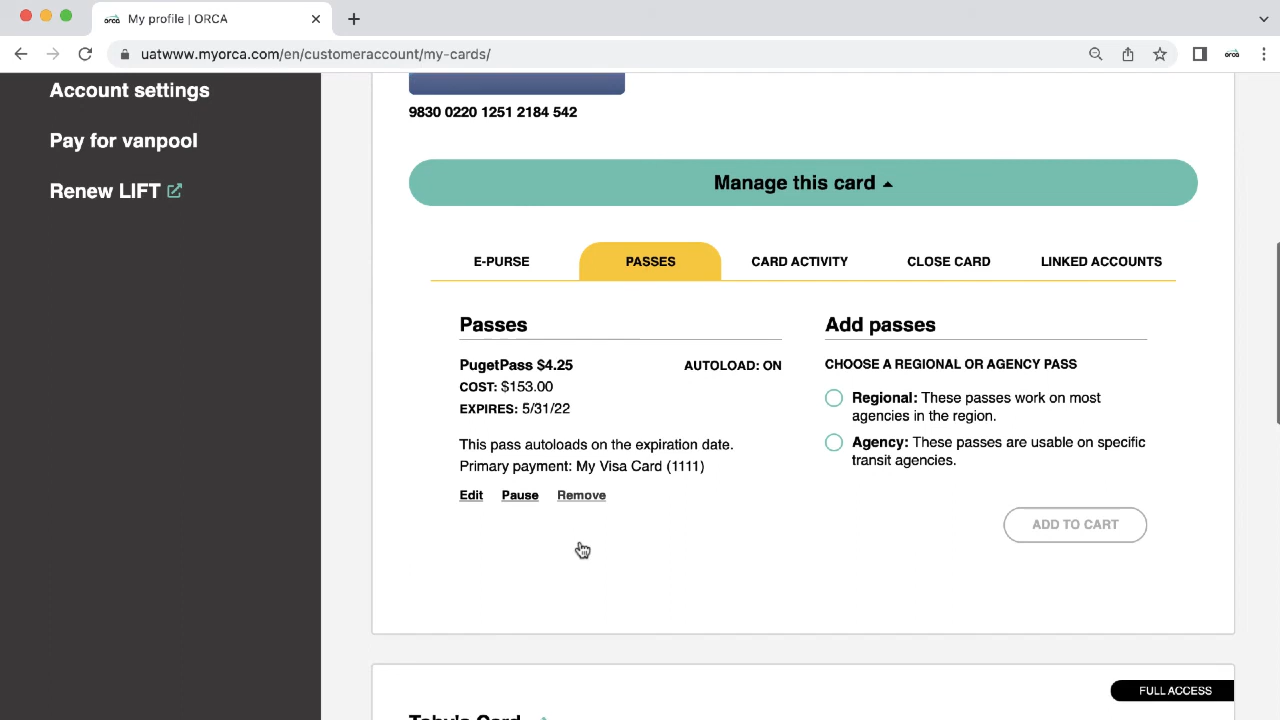 My profile | ORCA
uatwww.myorca.com/en/customeraccount/my-cards/
Account settings
Pay for vanpool
Renew LIFT
9830 0220 1251 2184 542
Manage this card
E-PURSE
PASSES
CARD ACTIVITY
CLOSE CARD
LINKED ACCOUNTS
Passes
PugetPass $4.25
AUTOLOAD: ON
COST: $153.00
EXPIRES: 5/31/22
This pass autoloads on the expiration date.
Primary payment: My Visa Card (1111)
Edit Pause Remove
Add passes
CHOOSE A REGIONAL OR AGENCY PASS
Regional: These passes work on most
agencies in the region.
Agency: These passes are usable on specific
transit agencies.
ADD TO CART
FULL ACCESS
Toby's Card